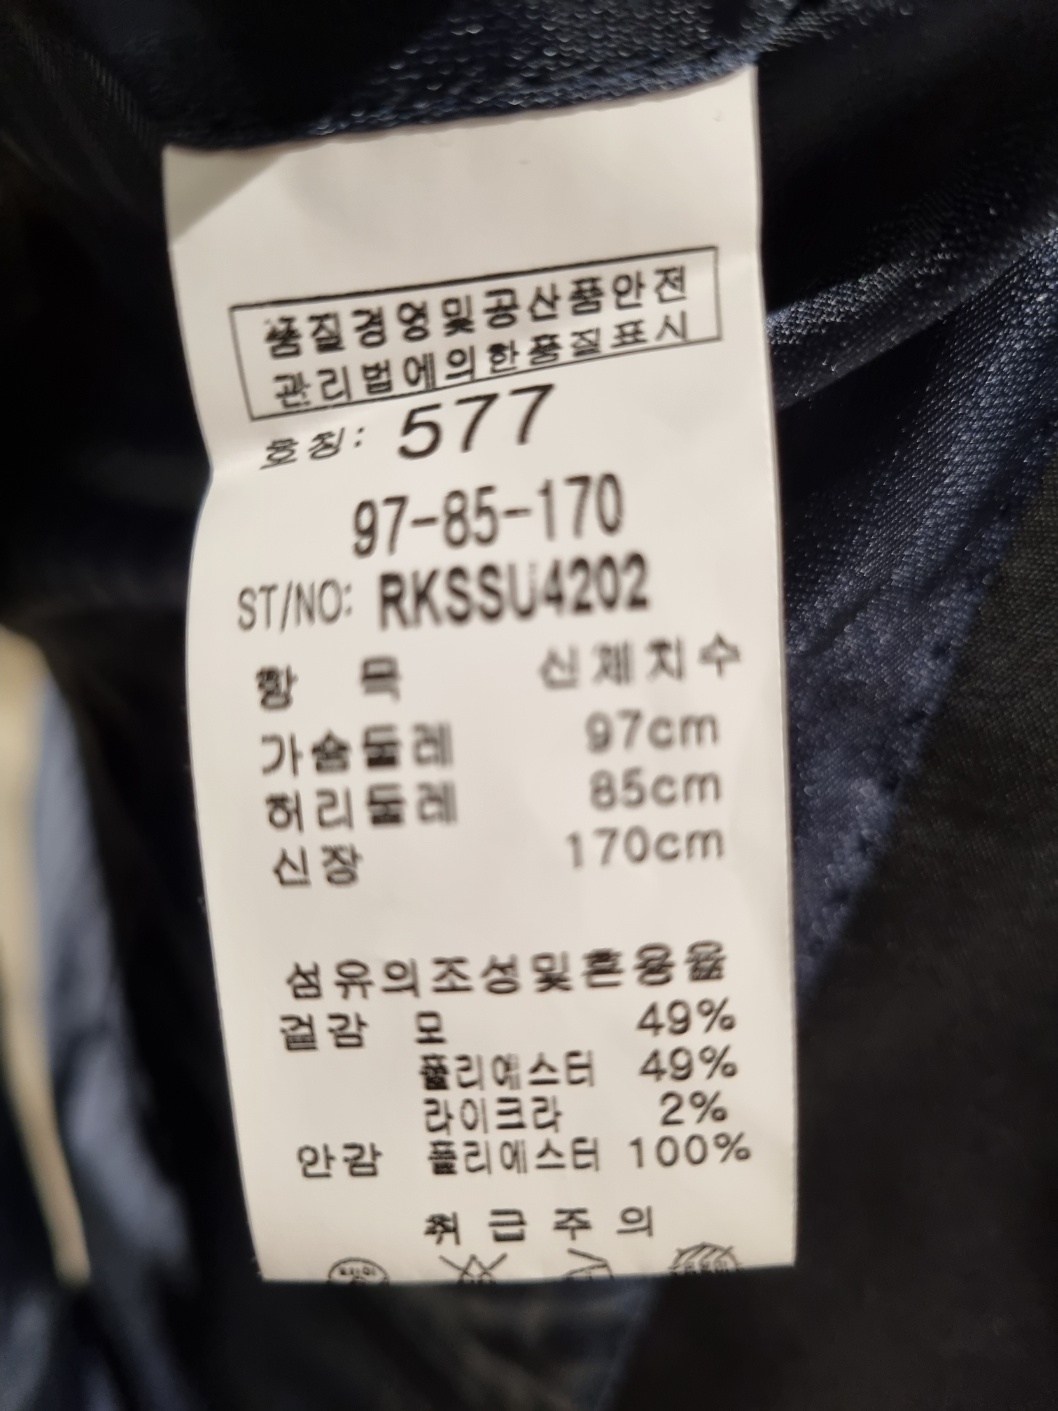 품질경영및공산품안전
관리법에의한품질표시
호칭: 577
97-85-170
ST/NO: RKSSU4202
항 목 신체치수
가슴둘레 97cm
허리둘레 85cm
신장 170cm
섬유의조성및혼용율
겉감 모 49%
폴리에스터 49%
라이크라 2%
안감 폴리에스터 100%
취급주의